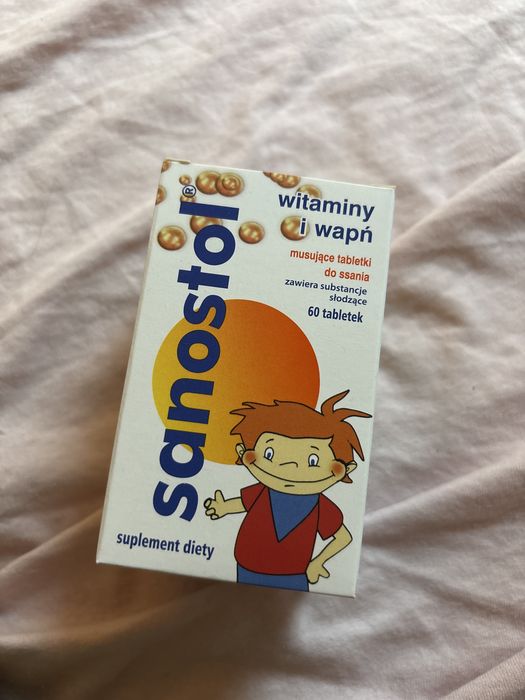 sanostol®
witaminy
i wapń
musujące tabletki
do ssania
zawiera substancje
słodzące
60 tabletek
suplement diety